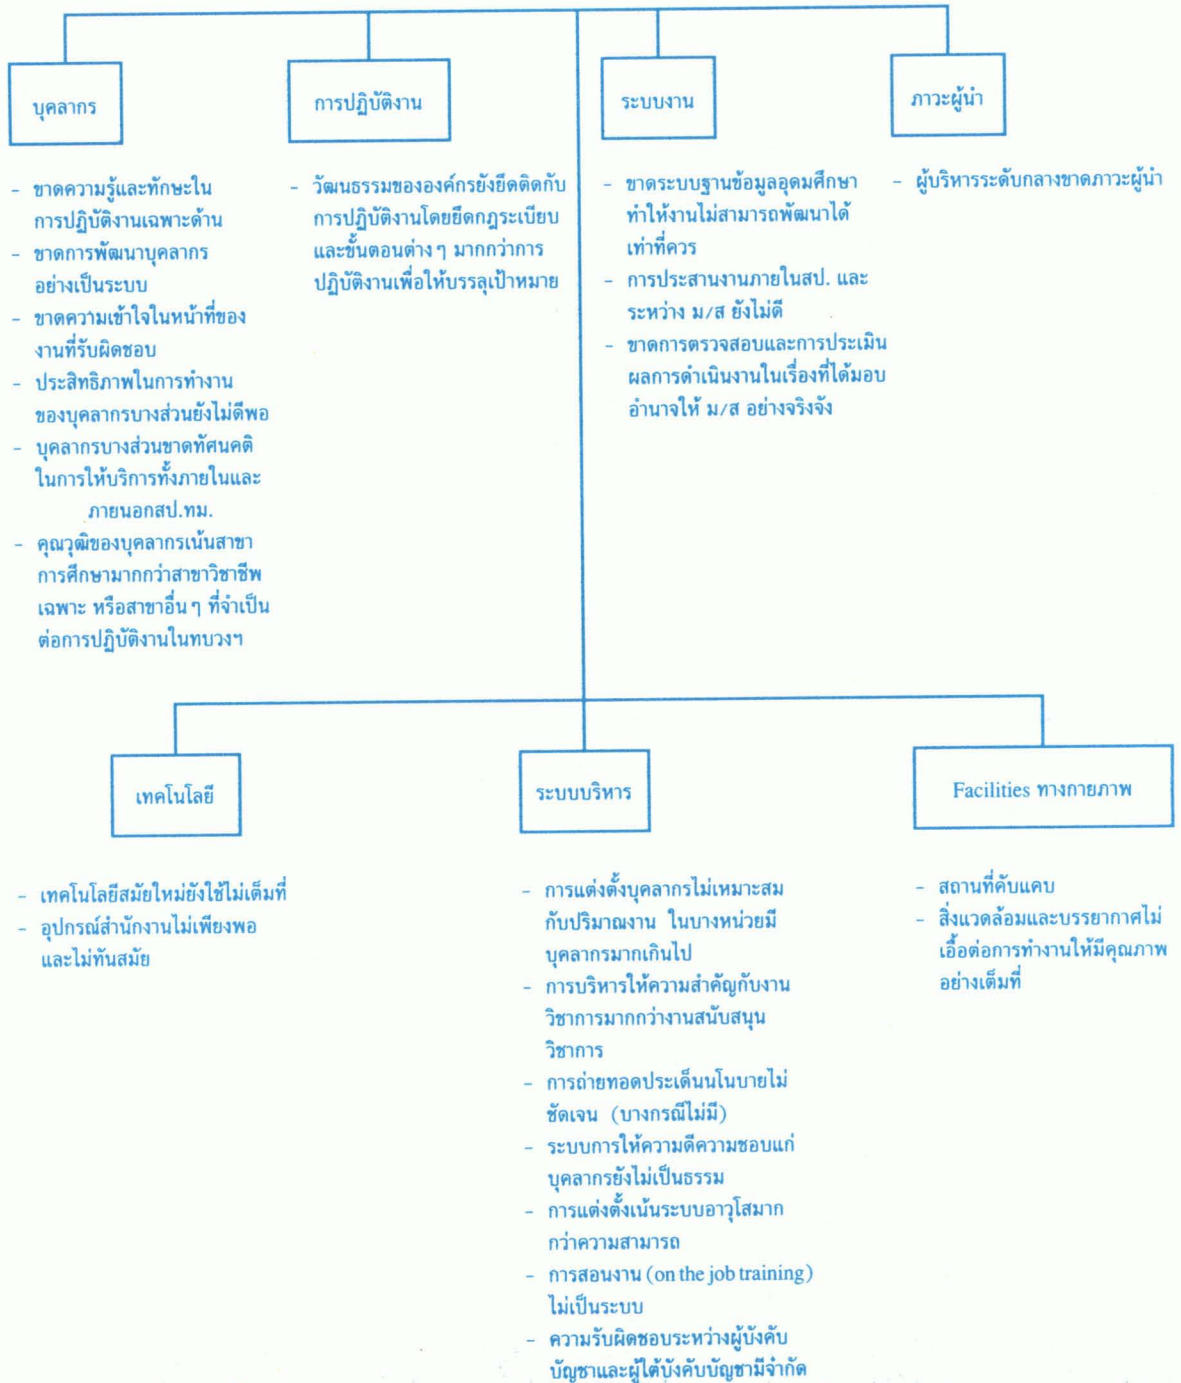 บุคลากร
- ขาดความรู้และทักษะใน
การปฏิบัติงานเฉพาะด้าน
- ขาดการพัฒนาบุคลากร
อย่างเป็นระบบ
- ขาดความเข้าใจในหน้าที่ของ
งานที่รับผิดชอบ
- ประสิทธิภาพในการทำงาน
ของบุคลากรบางส่วนยังไม่ดีพอ
- บุคลากรบางส่วนขาดทัศนคติ
ในการให้บริการทั้งภายในและ
ภายนอกสป.ทม.
- คุณวุฒิของบุคลากรเน้นสาขา
การศึกษามากกว่าสาขาวิชาชีพ
เฉพาะ หรือสาขาอื่น ๆ ที่จำเป็น
ต่อการปฏิบัติงานในทบวงฯ
การปฏิบัติงาน
- วัฒนธรรมขององค์กรยังยึดติดกับ
การปฏิบัติงานโดยยึดกฎระเบียบ
และขั้นตอนต่าง ๆ มากกว่าการ
ปฏิบัติงานเพื่อให้บรรลุเป้าหมาย
ระบบงาน
- ขาดระบบฐานข้อมูลอุดมศึกษา
ทำให้งานไม่สามารถพัฒนาได้
เท่าที่ควร
- การประสานงานภายในสป. และ
ระหว่าง ม/ส ยังไม่ดี
- ขาดการตรวจสอบและการประเมิน
ผลการดำเนินงานในเรื่องที่ได้มอบ
อำนาจให้ ม/ส อย่างจริงจัง
ภาวะผู้นำ
- ผู้บริหารระดับกลางขาดภาวะผู้นำ
เทคโนโลยี
- เทคโนโลยีสมัยใหม่ยังใช้ไม่เต็มที่
- อุปกรณ์สำนักงานไม่เพียงพอ
และไม่ทันสมัย
ระบบบริหาร
- การแต่งตั้งบุคลากรไม่เหมาะสม
กับปริมาณงาน ในบางหน่วยมี
บุคลากรมากเกินไป
- การบริหารให้ความสำคัญกับงาน
วิชาการมากกว่างานสนับสนุน
วิชาการ
- การถ่ายทอดประเด็นนโนบายไม่
ชัดเจน (บางกรณีไม่มี)
- ระบบการให้ความดีความชอบแก่
บุคลากรยังไม่เป็นธรรม
- การแต่งตั้งเน้นระบบอาวุโสมาก
กว่าความสามารถ
- การสอนงาน (on the job training)
ไม่เป็นระบบ
- ความรับผิดชอบระหว่างผู้บังคับ
บัญชาและผู้ใต้บังคับบัญชามีจำกัด
Facilities ทางกายภาพ
- สถานที่คับแคบ
- สิ่งแวดล้อมและบรรยากาศไม่
เอื้อต่อการทำงานให้มีคุณภาพ
อย่างเต็มที่